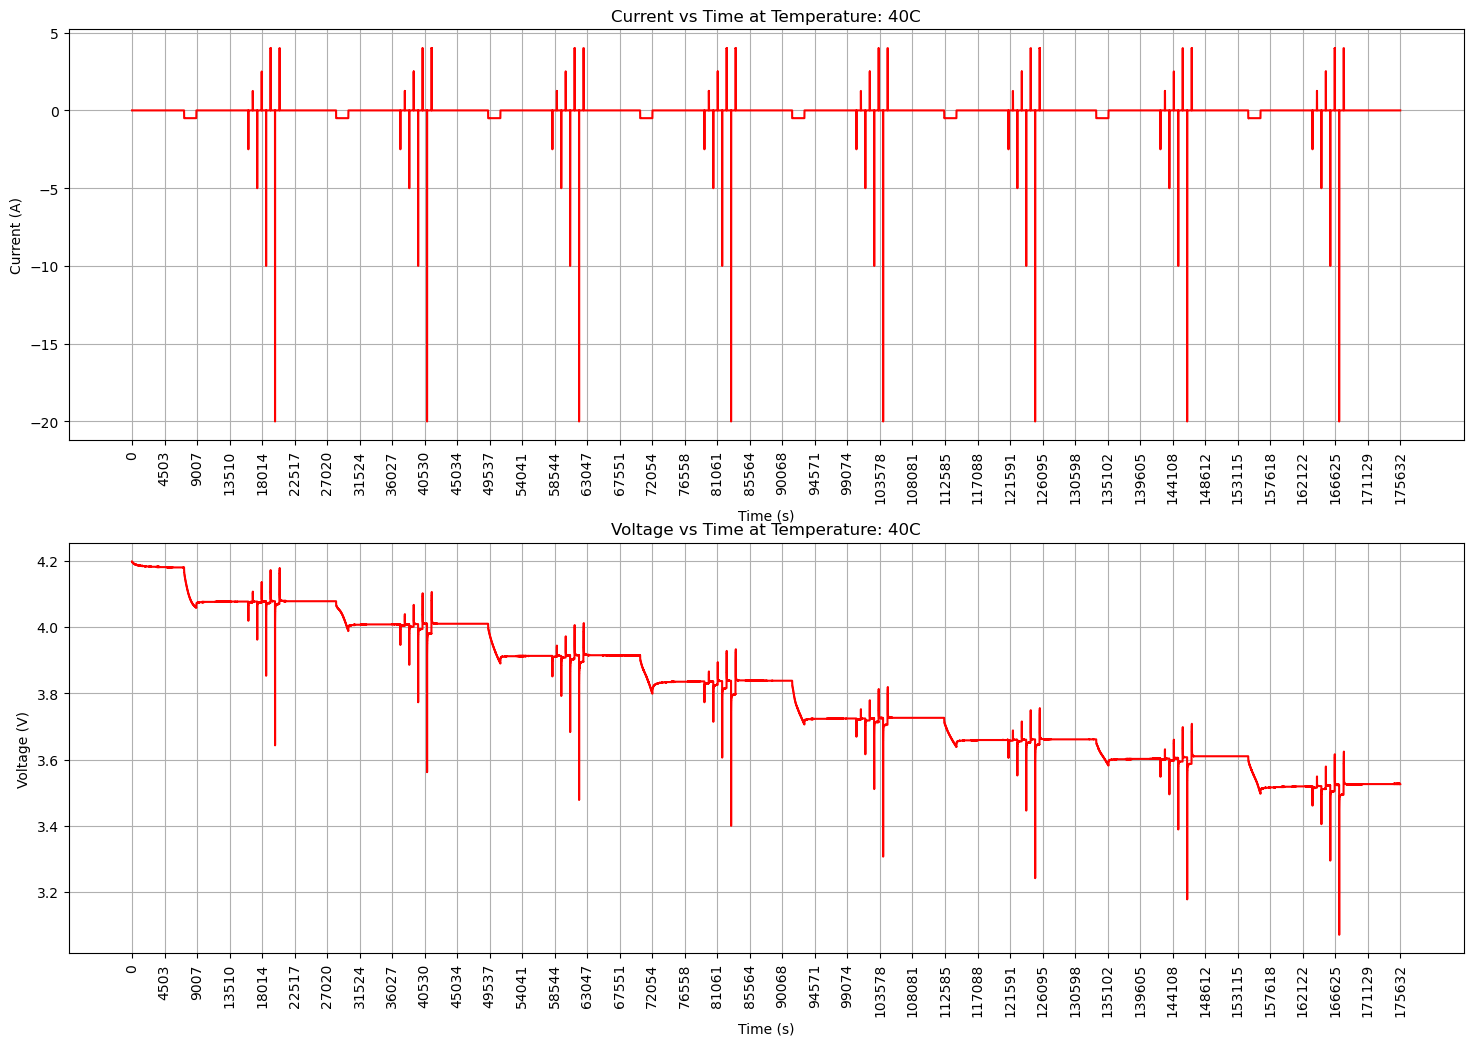 Current vs Time at Temperature: 40C
Current (A)
5
0
−5
−10
−15
−20
0 4503 9007 13510 18014 22517 27020 31524 36027 40530 45034 49537 54041 58544 63047 67551 72054 76558 81061 85564 90068 94571 99074 103578 108081 112585 117088 121591 126095 130598 135102 139605 144108 148612 153115 157618 162122 166625 171129 175632
Time (s)
Voltage vs Time at Temperature: 40C
Voltage (V)
4.2
4.0
3.8
3.6
3.4
3.2
0 4503 9007 13510 18014 22517 27020 31524 36027 40530 45034 49537 54041 58544 63047 67551 72054 76558 81061 85564 90068 94571 99074 103578 108081 112585 117088 121591 126095 130598 135102 139605 144108 148612 153115 157618 162122 166625 171129 175632
Time (s)